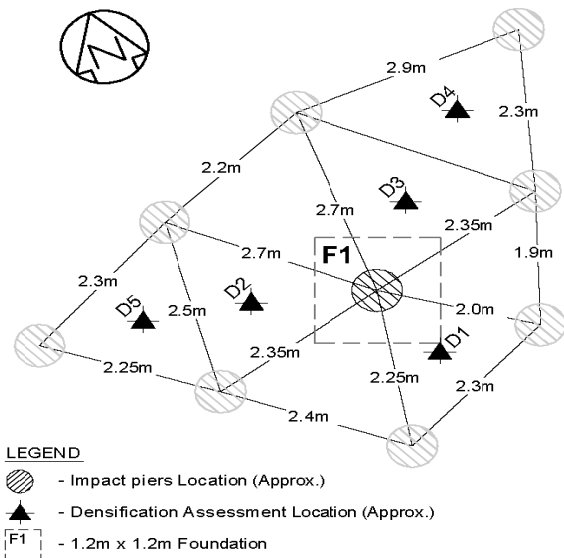 N
2.9m
D4
2.3m
2.2m
D3
2.7m
2.35m
2.7m
F1
1.9m
2.3m
D5
2.5m
D2
2.0m
D1
2.35m
2.25m
2.25m
2.3m
2.4m
LEGEND
- Impact piers Location (Approx.)
- Densification Assessment Location (Approx.)
F1 - 1.2m x 1.2m Foundation